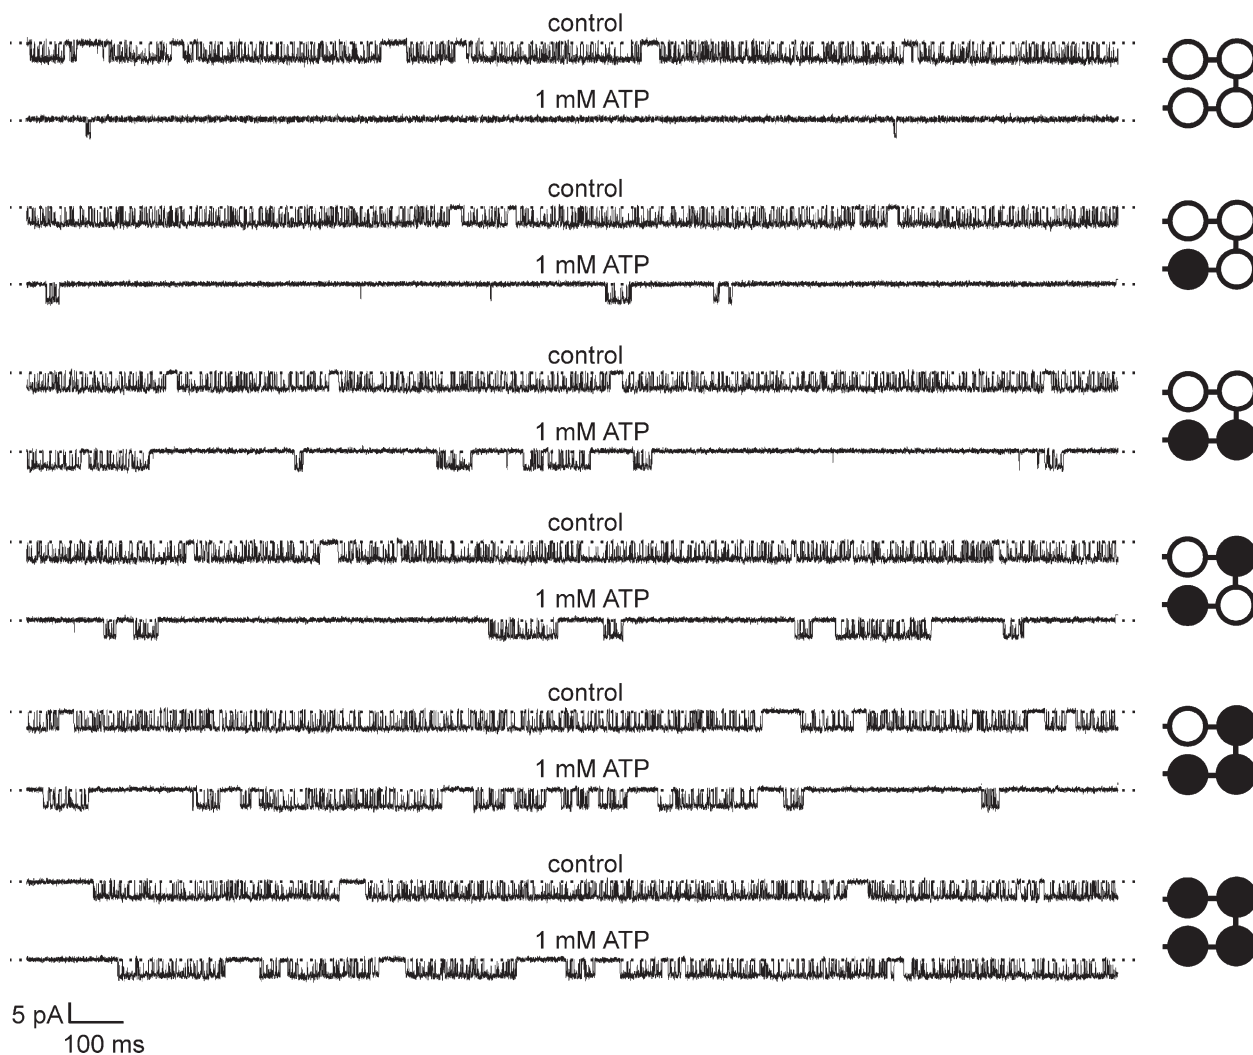 control
1 mM ATP
control
1 mM ATP
control
1 mM ATP
control
1 mM ATP
control
1 mM ATP
control
1 mM ATP
5 pA
100 ms